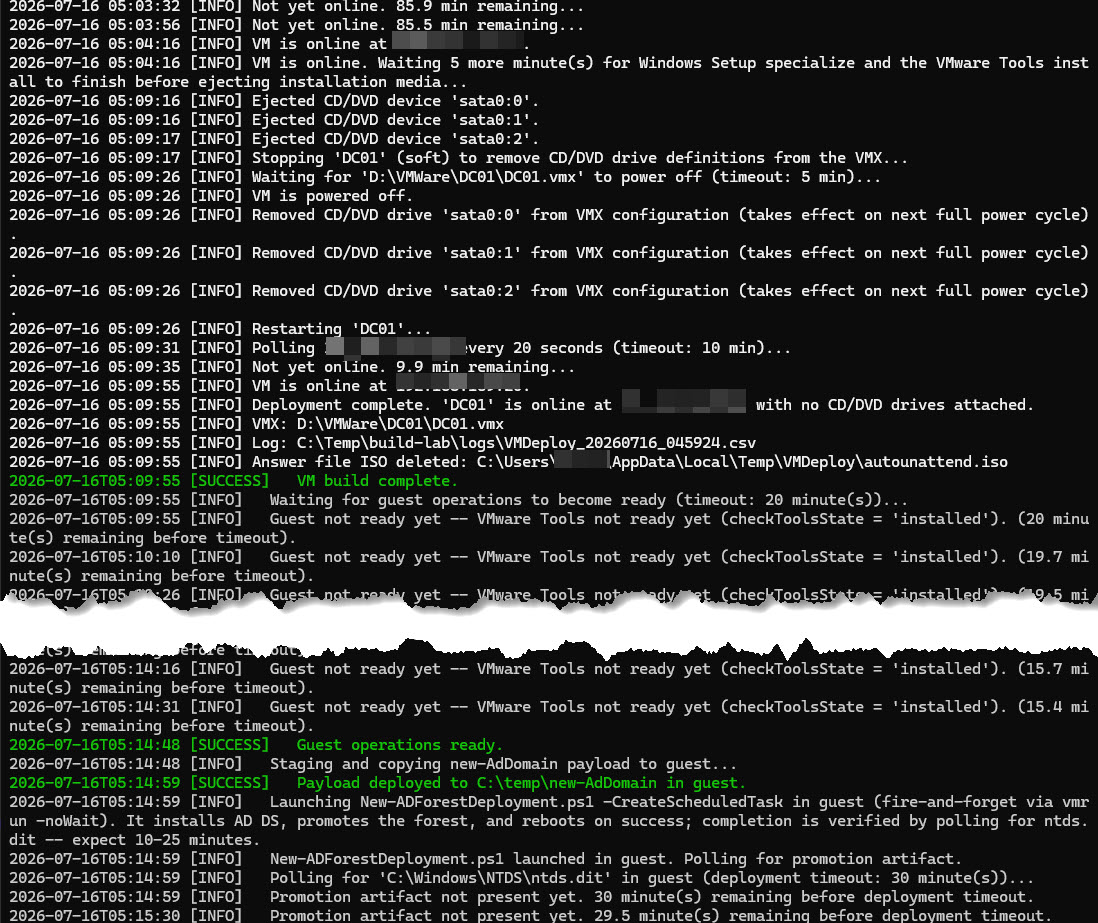 2026-07-16 05:03:32 [INFO] Not yet online. 85.9 min remaining...
2026-07-16 05:03:56 [INFO] Not yet online. 85.5 min remaining...
2026-07-16 05:04:16 [INFO] VM is online at .
2026-07-16 05:04:16 [INFO] VM is online. Waiting 5 more minute(s) for Windows Setup specialize and the VMware Tools inst
all to finish before ejecting installation media...
2026-07-16 05:09:16 [INFO] Ejected CD/DVD device 'sata0:0'.
2026-07-16 05:09:16 [INFO] Ejected CD/DVD device 'sata0:1'.
2026-07-16 05:09:17 [INFO] Ejected CD/DVD device 'sata0:2'.
2026-07-16 05:09:17 [INFO] Stopping 'DC01' (soft) to remove CD/DVD drive definitions from the VMX...
2026-07-16 05:09:26 [INFO] Waiting for 'D:\VMWare\DC01\DC01.vmx' to power off (timeout: 5 min)...
2026-07-16 05:09:26 [INFO] VM is powered off.
2026-07-16 05:09:26 [INFO] Removed CD/DVD drive 'sata0:0' from VMX configuration (takes effect on next full power cycle)
.
2026-07-16 05:09:26 [INFO] Removed CD/DVD drive 'sata0:1' from VMX configuration (takes effect on next full power cycle)
.
2026-07-16 05:09:26 [INFO] Removed CD/DVD drive 'sata0:2' from VMX configuration (takes effect on next full power cycle)
.
2026-07-16 05:09:26 [INFO] Restarting 'DC01'...
2026-07-16 05:09:31 [INFO] Polling every 20 seconds (timeout: 10 min)...
2026-07-16 05:09:35 [INFO] Not yet online. 9.9 min remaining...
2026-07-16 05:09:55 [INFO] VM is online at .
2026-07-16 05:09:55 [INFO] Deployment complete. 'DC01' is online at with no CD/DVD drives attached.
2026-07-16 05:09:55 [INFO] VMX: D:\VMWare\DC01\DC01.vmx
2026-07-16 05:09:55 [INFO] Log: C:\Temp\build-lab\logs\VMDeploy_20260716_045924.csv
2026-07-16 05:09:55 [INFO] Answer file ISO deleted: C:\Users\ \AppData\Local\Temp\VMDeploy\autounattend.iso
2026-07-16T05:09:55 [SUCCESS]   VM build complete.
2026-07-16T05:09:55 [INFO]   Waiting for guest operations to become ready (timeout: 20 minute(s))...
2026-07-16T05:09:55 [INFO]   Guest not ready yet -- VMware Tools not ready yet (checkToolsState = 'installed'). (20 minu
te(s) remaining before timeout).
2026-07-16T05:10:10 [INFO]   Guest not ready yet -- VMware Tools not ready yet (checkToolsState = 'installed'). (19.7 mi
nute(s) remaining before timeout).
[INFO]   Guest not ready yet -- VMware Tools not ready yet (checkToolsState = 'installed').
2026-07-16T05:14:16 [INFO]   Guest not ready yet -- VMware Tools not ready yet (checkToolsState = 'installed'). (15.7 mi
nute(s) remaining before timeout).
2026-07-16T05:14:31 [INFO]   Guest not ready yet -- VMware Tools not ready yet (checkToolsState = 'installed'). (15.4 mi
nute(s) remaining before timeout).
2026-07-16T05:14:48 [SUCCESS]   Guest operations ready.
2026-07-16T05:14:48 [INFO]   Staging and copying new-AdDomain payload to guest...
2026-07-16T05:14:59 [SUCCESS]   Payload deployed to C:\temp\new-AdDomain in guest.
2026-07-16T05:14:59 [INFO]   Launching New-ADForestDeployment.ps1 -CreateScheduledTask in guest (fire-and-forget via vmr
un -noWait). It installs AD DS, promotes the forest, and reboots on success; completion is verified by polling for ntds.
dit -- expect 10-25 minutes.
2026-07-16T05:14:59 [INFO]   New-ADForestDeployment.ps1 launched in guest. Polling for promotion artifact.
2026-07-16T05:14:59 [INFO]   Polling for 'C:\Windows\NTDS\ntds.dit' in guest (deployment timeout: 30 minute(s))...
2026-07-16T05:14:59 [INFO]   Promotion artifact not present yet. 30 minute(s) remaining before deployment timeout.
2026-07-16T05:15:30 [INFO]   Promotion artifact not present yet. 29.5 minute(s) remaining before deployment timeout.